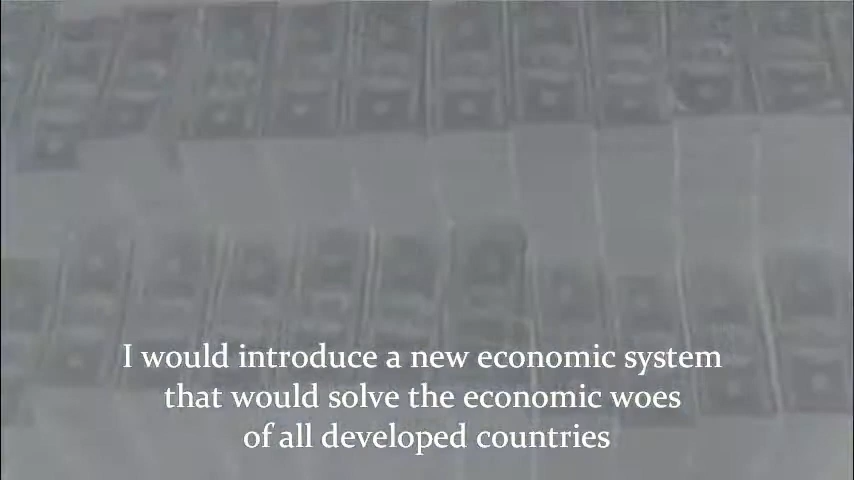 I would introduce a new economic system
that would solve the economic woes
of all developed countries